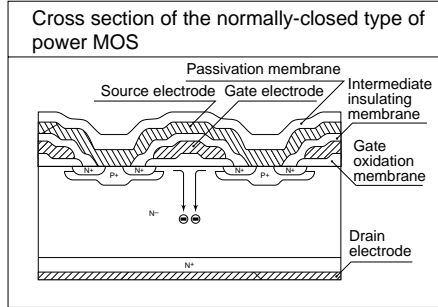 Cross section of the normally-closed type of
power MOS
Passivation membrane
Source electrode
Gate electrode
Intermediate
insulating
membrane
Gate
oxidation
membrane
N+
P+
N+
N+
P+
N+
N−
Drain
electrode
N+